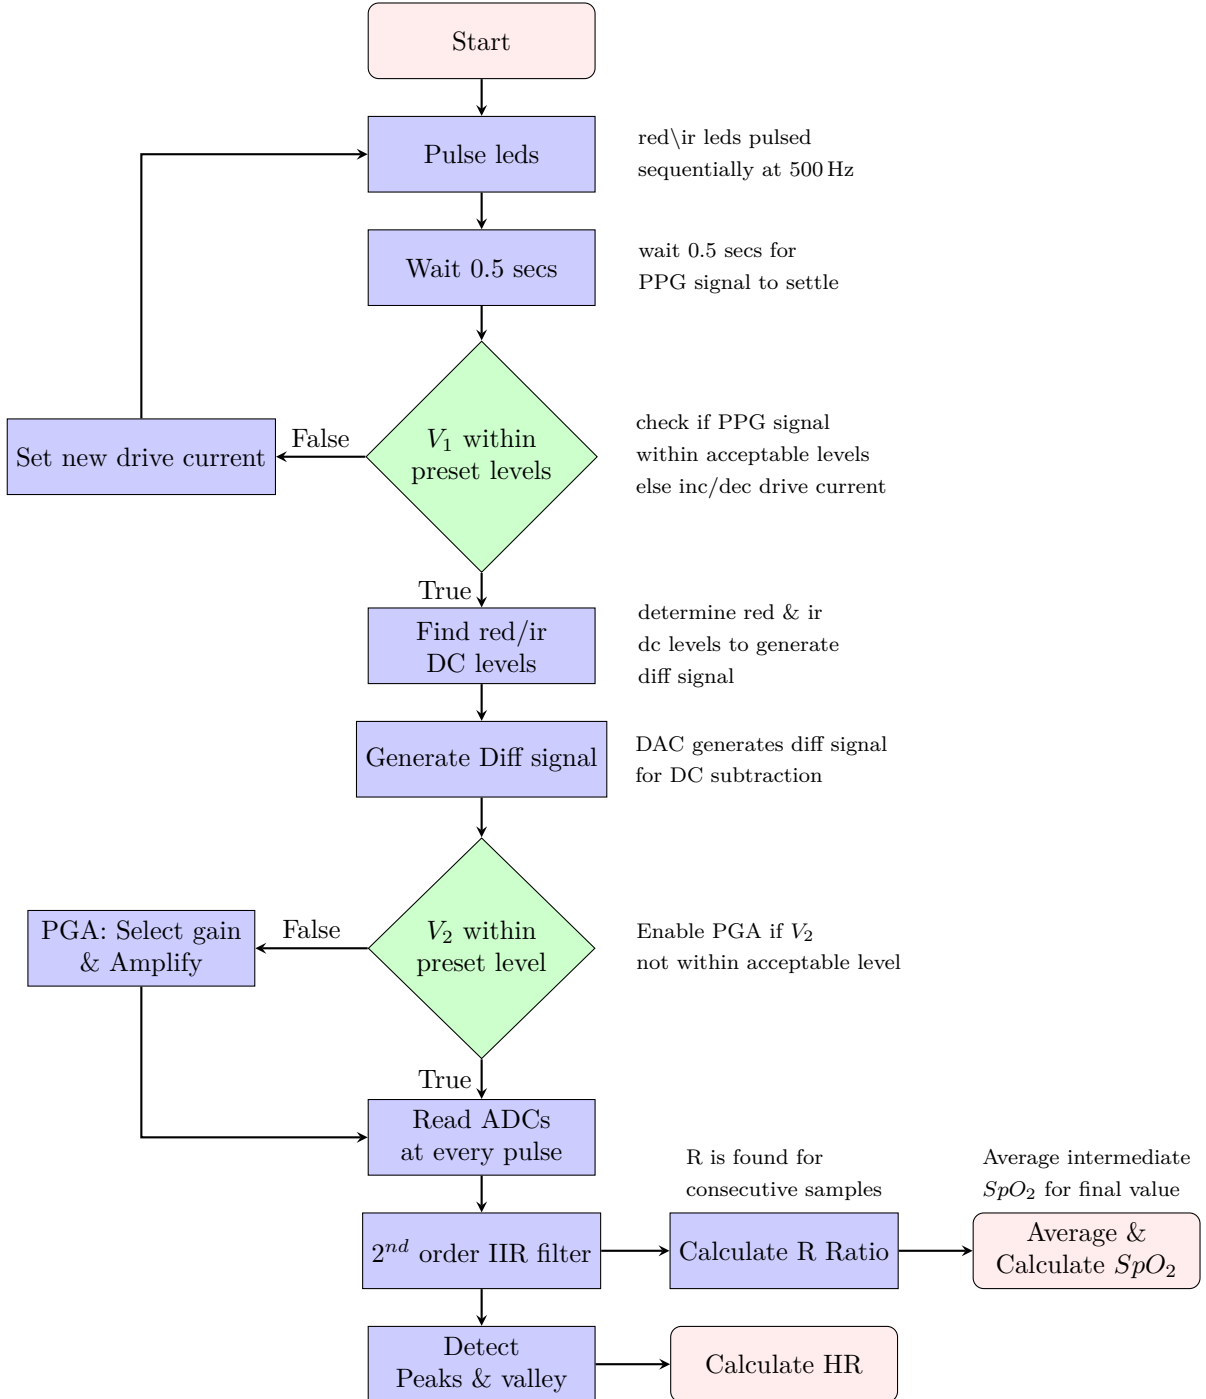 Start
Pulse leds
red\ir leds pulsed
sequentially at 500 Hz
Wait 0.5 secs
wait 0.5 secs for
PPG signal to settle
Set new drive current
False
V₁ within
preset levels
check if PPG signal
within acceptable levels
else inc/dec drive current
True
Find red/ir
DC levels
determine red & ir
dc levels to generate
diff signal
Generate Diff signal
DAC generates diff signal
for DC subtraction
PGA: Select gain
& Amplify
False
V₂ within
preset level
Enable PGA if V₂
not within acceptable level
True
Read ADCs
at every pulse
R is found for
consecutive samples
Average intermediate
SpO₂ for final value
2ⁿᵈ order IIR filter
Calculate R Ratio
Average &
Calculate SpO₂
Detect
Peaks & valley
Calculate HR